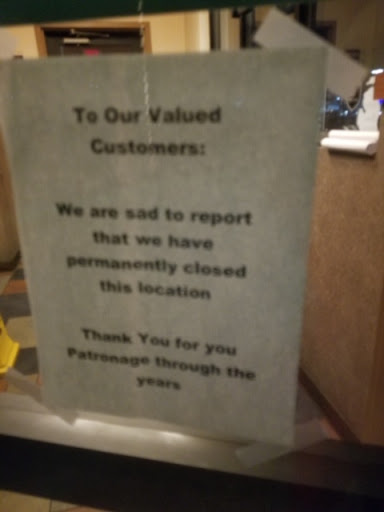 To Our Valued
Customers:
We are sad to report
that we have
permanently closed
this location
Thank You for you
Patronage through the
years